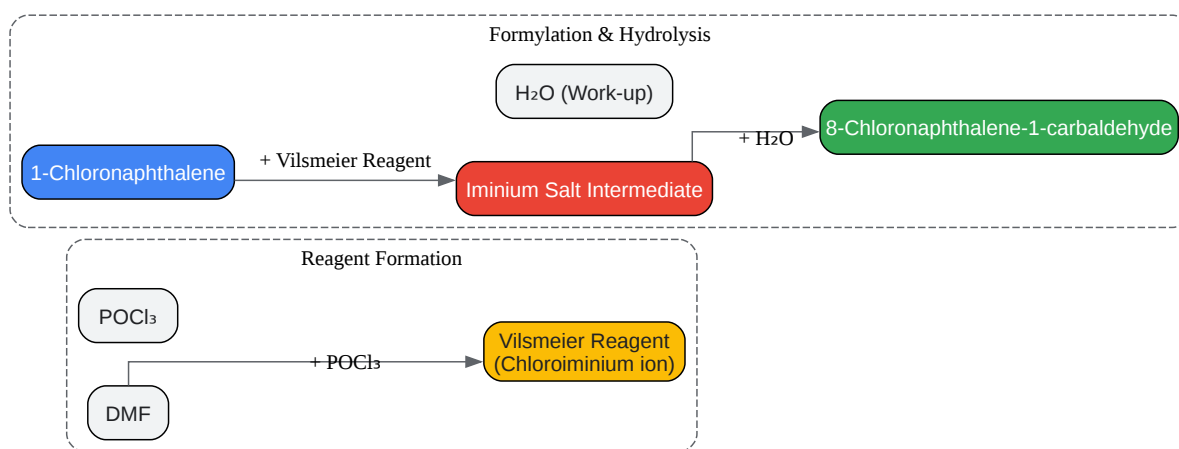 Formylation & Hydrolysis
H₂O (Work-up)
8-Chloronaphthalene-1-carbaldehyde
+ H₂O
1-Chloronaphthalene
+ Vilsmeier Reagent
Iminium Salt Intermediate
Reagent Formation
POCl₃
Vilsmeier Reagent
(Chloroiminium ion)
+ POCl₃
DMF